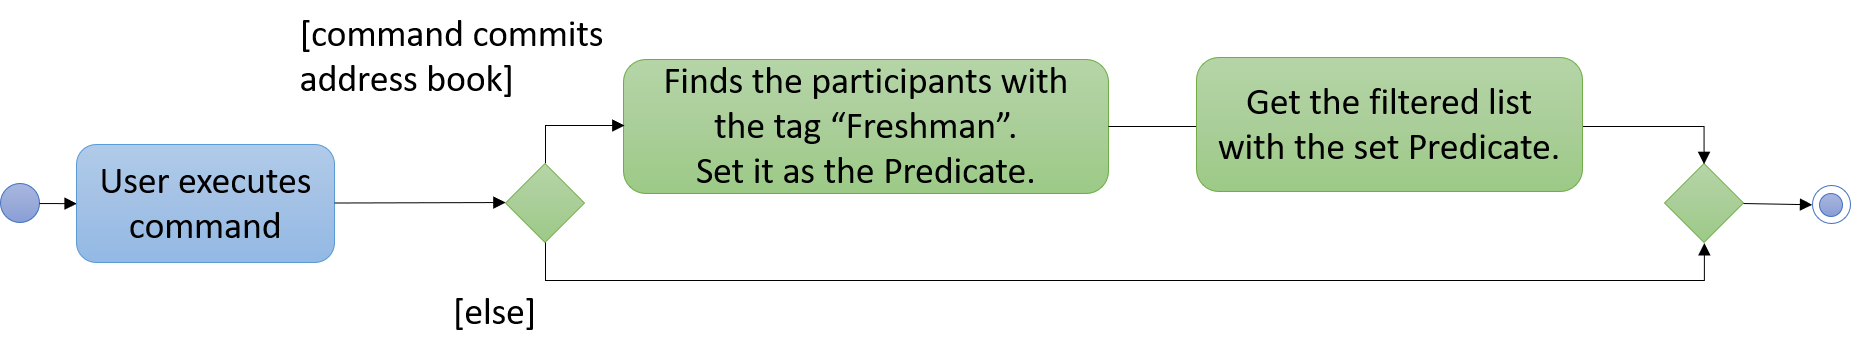 [command commits
address book]
User executes
command
Finds the participants with
the tag “Freshman”.
Set it as the Predicate.
Get the filtered list
with the set Predicate.
[else]